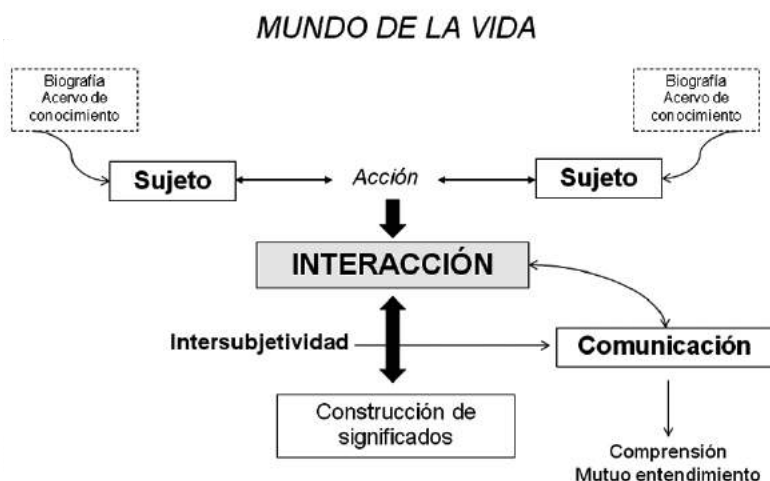 MUNDO DE LA VIDA
Biografía
Acervo de
conocimiento
Biografía
Acervo de
conocimiento
Sujeto
Acción
Sujeto
INTERACCIÓN
Intersubjetividad
Comunicación
Construcción de
significados
Comprensión
Mutuo entendimiento